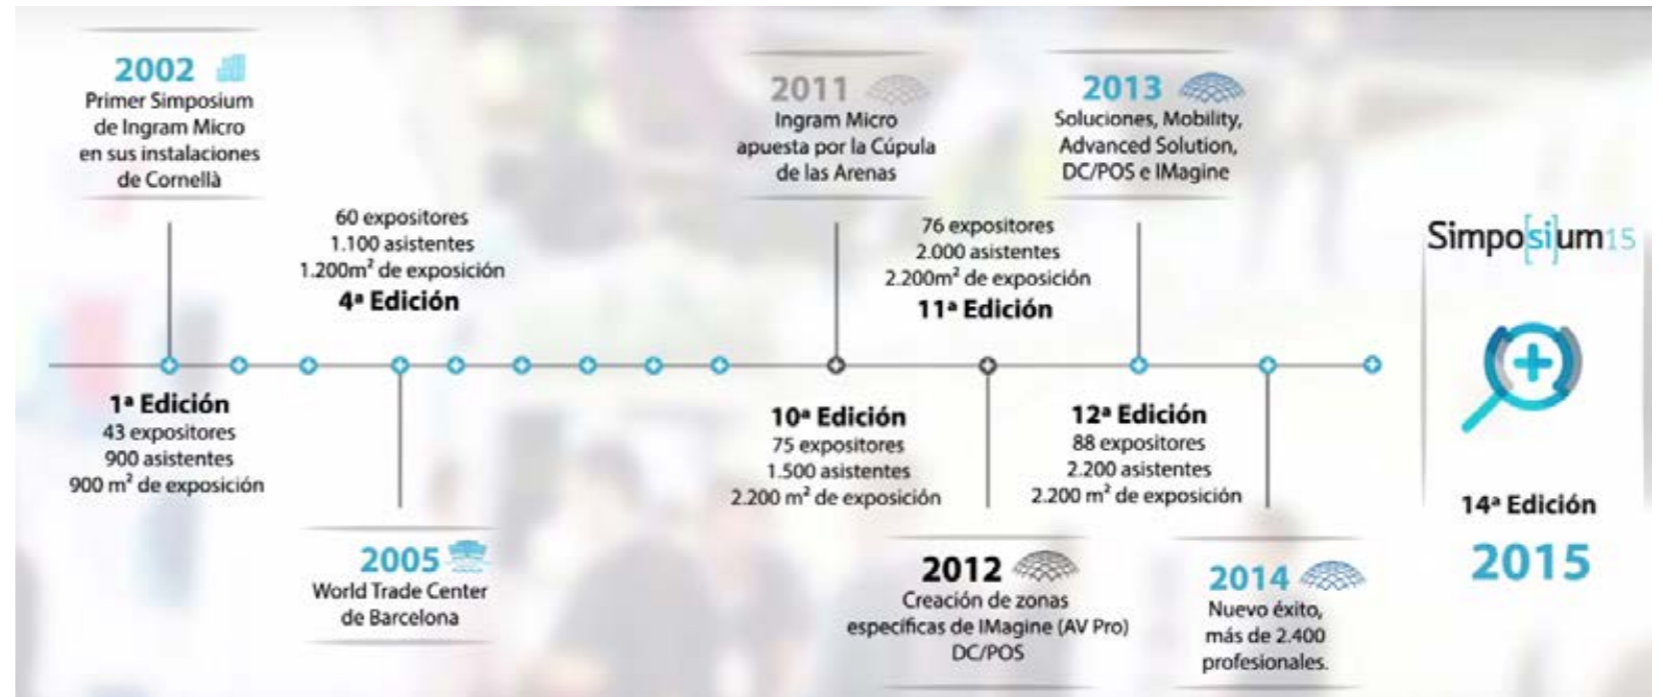 2002
Primer Simposium
de Ingram Micro
en sus instalaciones
de Cornellà
1ª Edición
43 expositores
900 asistentes
900 m² de exposición
60 expositores
1.100 asistentes
1.200m² de exposición
4ª Edición
2005
World Trade Center
de Barcelona
2011
Ingram Micro
apuesta por la Cúpula
de las Arenas
10ª Edición
75 expositores
1.500 asistentes
2.200 m² de exposición
76 expositores
2.000 asistentes
2.200m² de exposición
11ª Edición
2012
Creación de zonas
específicas de IMagine (AV Pro)
DC/POS
2013
Soluciones, Mobility,
Advanced Solution,
DC/POS e IMagine
12ª Edición
88 expositores
2.200 asistentes
2.200 m² de exposición
2014
Nuevo éxito,
más de 2.400
profesionales.
Simpo[si]um15
14ª Edición
2015